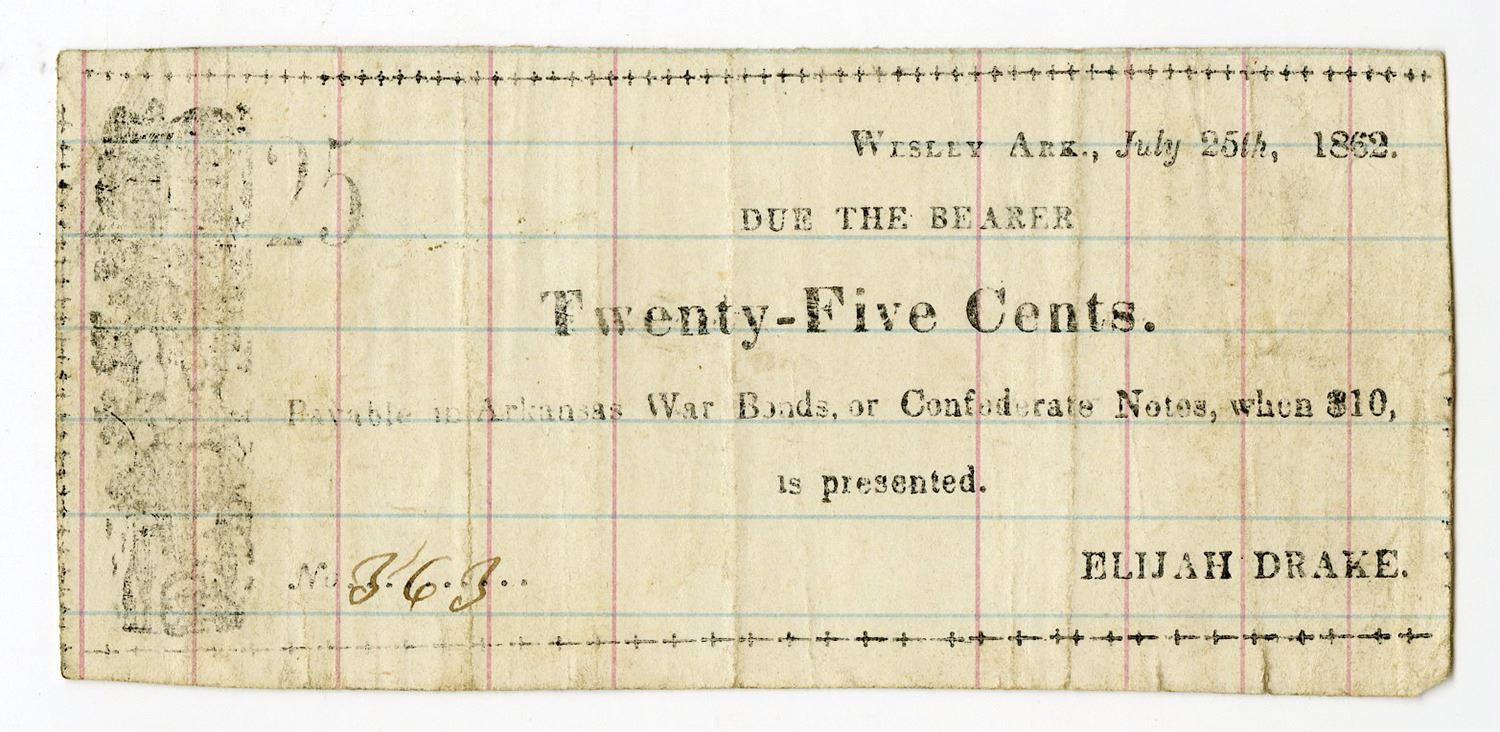 25
Wesley Ark., July 25th, 1862.
DUE THE BEARER
Twenty-Five Cents.
Payable in Arkansas War Bonds, or Confederate Notes, when $10,
is presented.
No. 363
ELIJAH DRAKE.